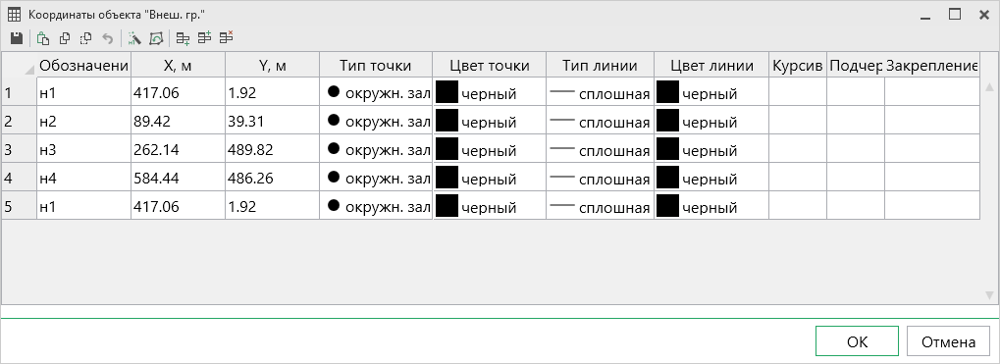 Координаты объекта "Внеш. гр."
Обозначени X, м Y, м Тип точки Цвет точки Тип линии Цвет линии Курсив Подчер Закрепление
1 н1 417.06 1.92 окружн. зал черный сплошная черный
2 н2 89.42 39.31 окружн. зал черный сплошная черный
3 н3 262.14 489.82 окружн. зал черный сплошная черный
4 н4 584.44 486.26 окружн. зал черный сплошная черный
5 н1 417.06 1.92 окружн. зал черный сплошная черный
ОК Отмена